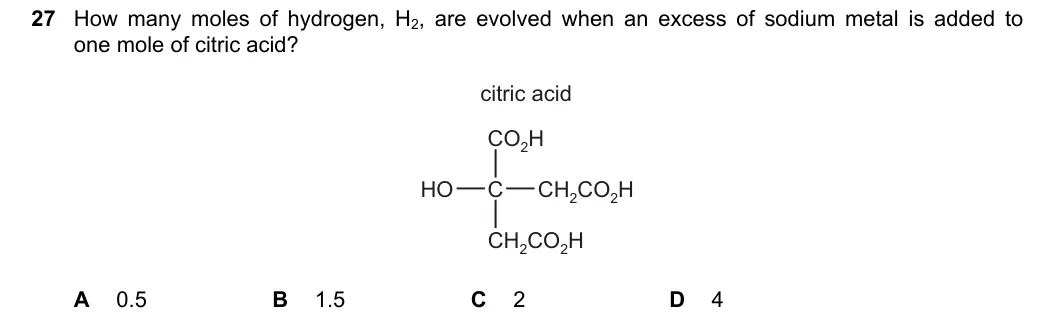 27 How many moles of hydrogen, H₂, are evolved when an excess of sodium metal is added to
one mole of citric acid?
citric acid
CO₂H
HO—C—CH₂CO₂H
CH₂CO₂H
A 0.5 B 1.5 C 2 D 4